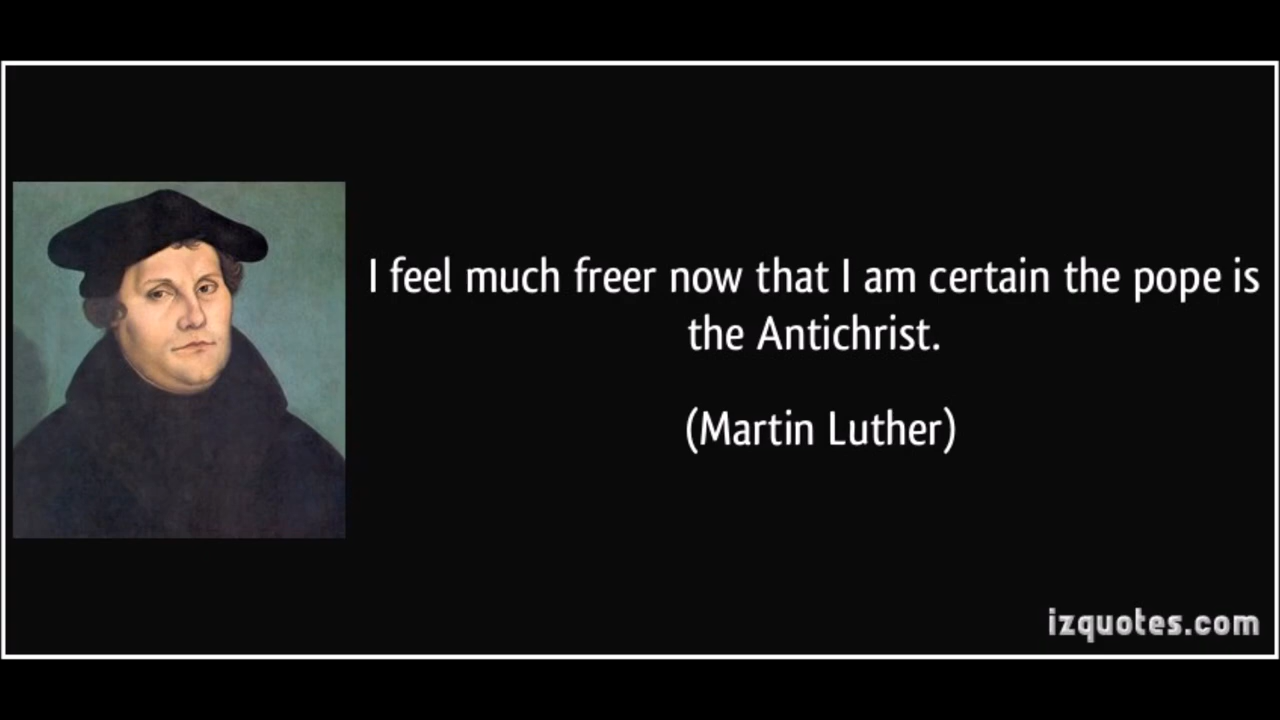 I feel much freer now that I am certain the pope is
the Antichrist.
(Martin Luther)
izquotes.com